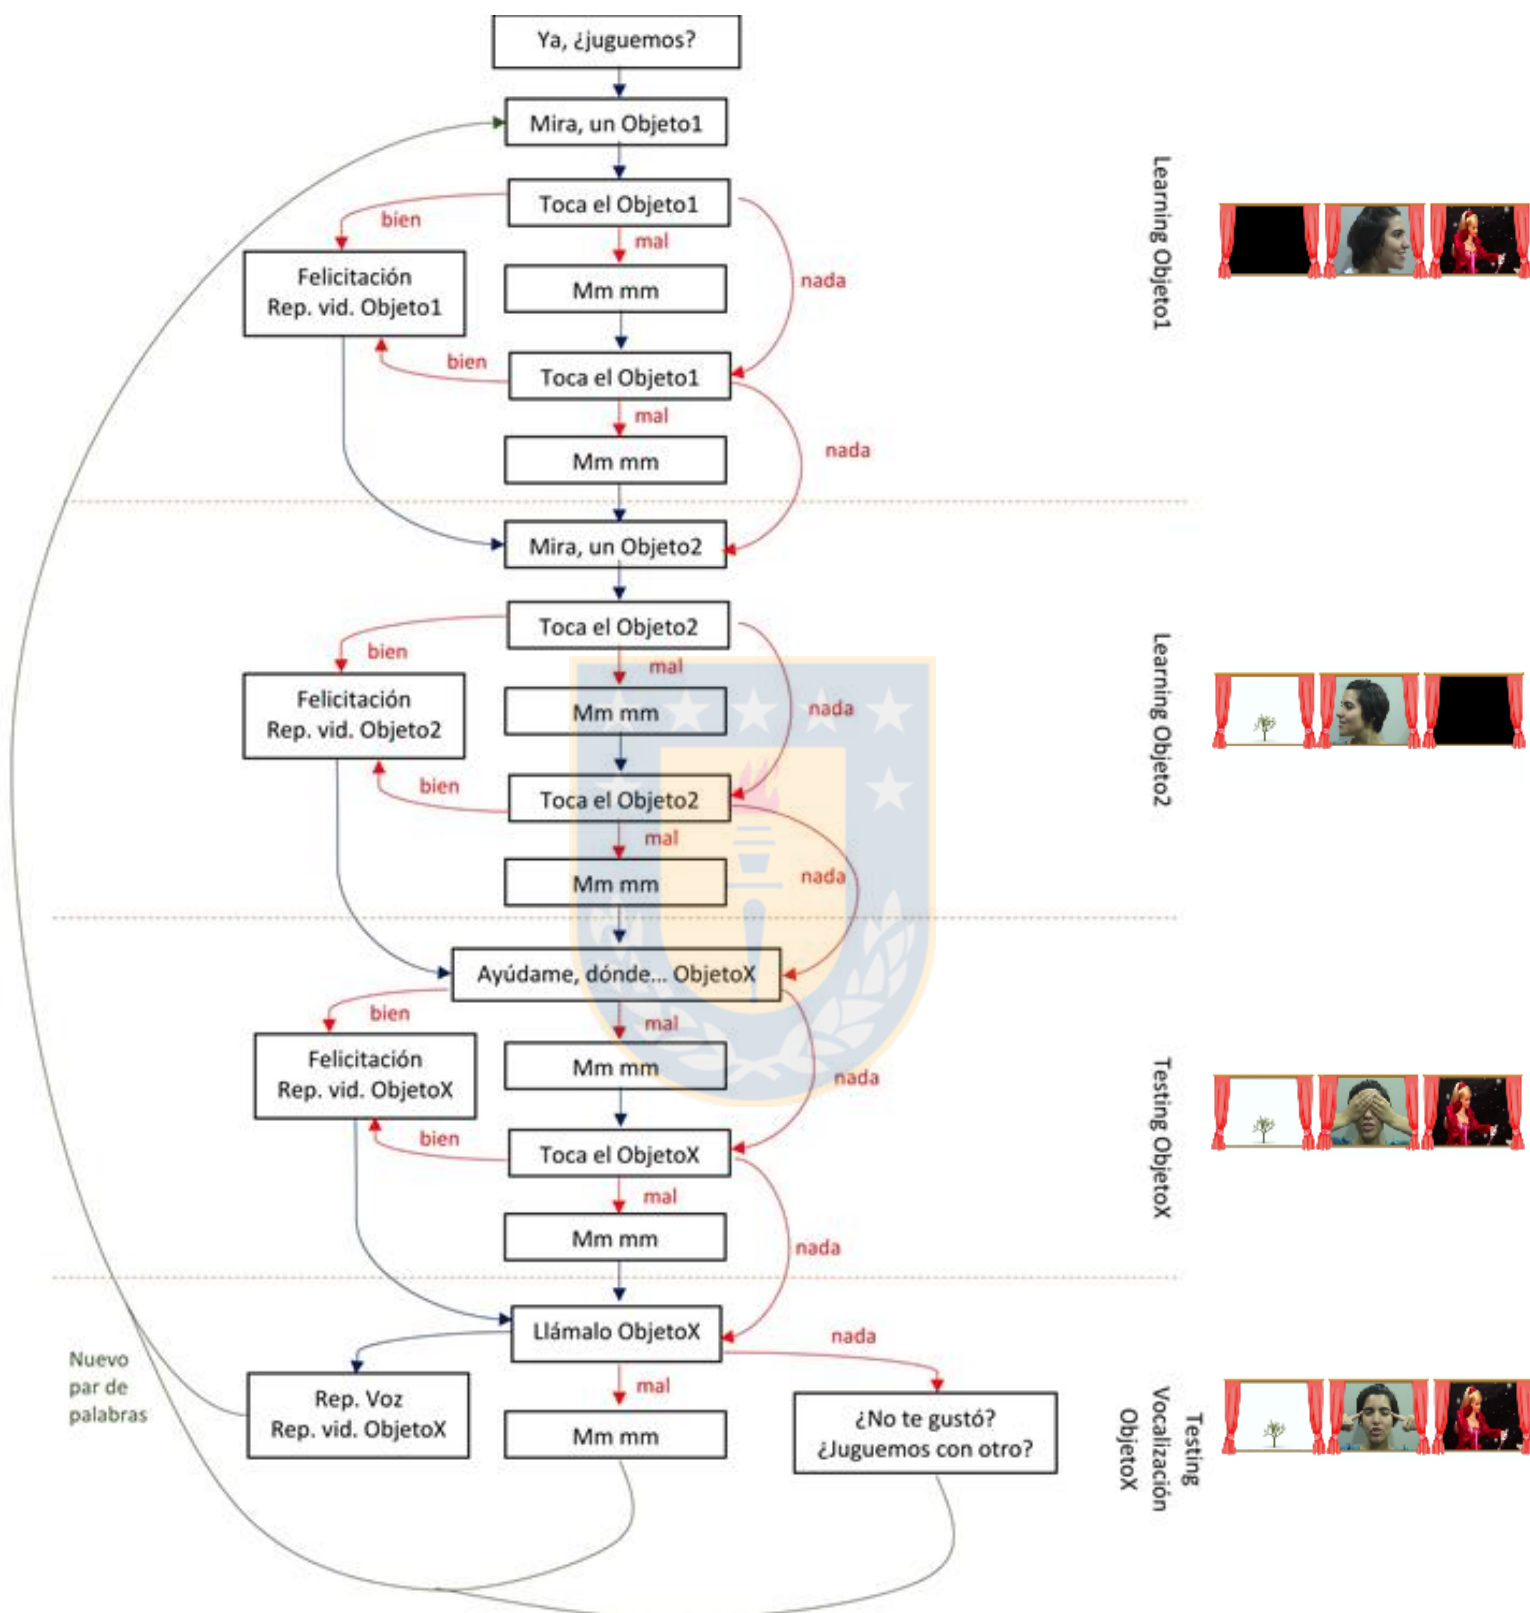 Ya, ¿juguemos?
Mira, un Objeto1
Toca el Objeto1
bien
mal
nada
Felicitación
Rep. vid. Objeto1
Mm mm
bien
Toca el Objeto1
mal
nada
Mm mm
Learning Objeto1
Mira, un Objeto2
Toca el Objeto2
bien
mal
nada
Felicitación
Rep. vid. Objeto2
Mm mm
bien
Toca el Objeto2
mal
nada
Mm mm
Learning Objeto2
Ayúdame, dónde... ObjetoX
bien
mal
nada
Felicitación
Rep. vid. ObjetoX
Mm mm
bien
Toca el ObjetoX
mal
nada
Mm mm
Testing ObjetoX
Llámalo ObjetoX
nada
mal
Nuevo
par de
palabras
Rep. Voz
Rep. vid. ObjetoX
Mm mm
¿No te gustó?
¿Juguemos con otro?
Testing
Vocalización
ObjetoX